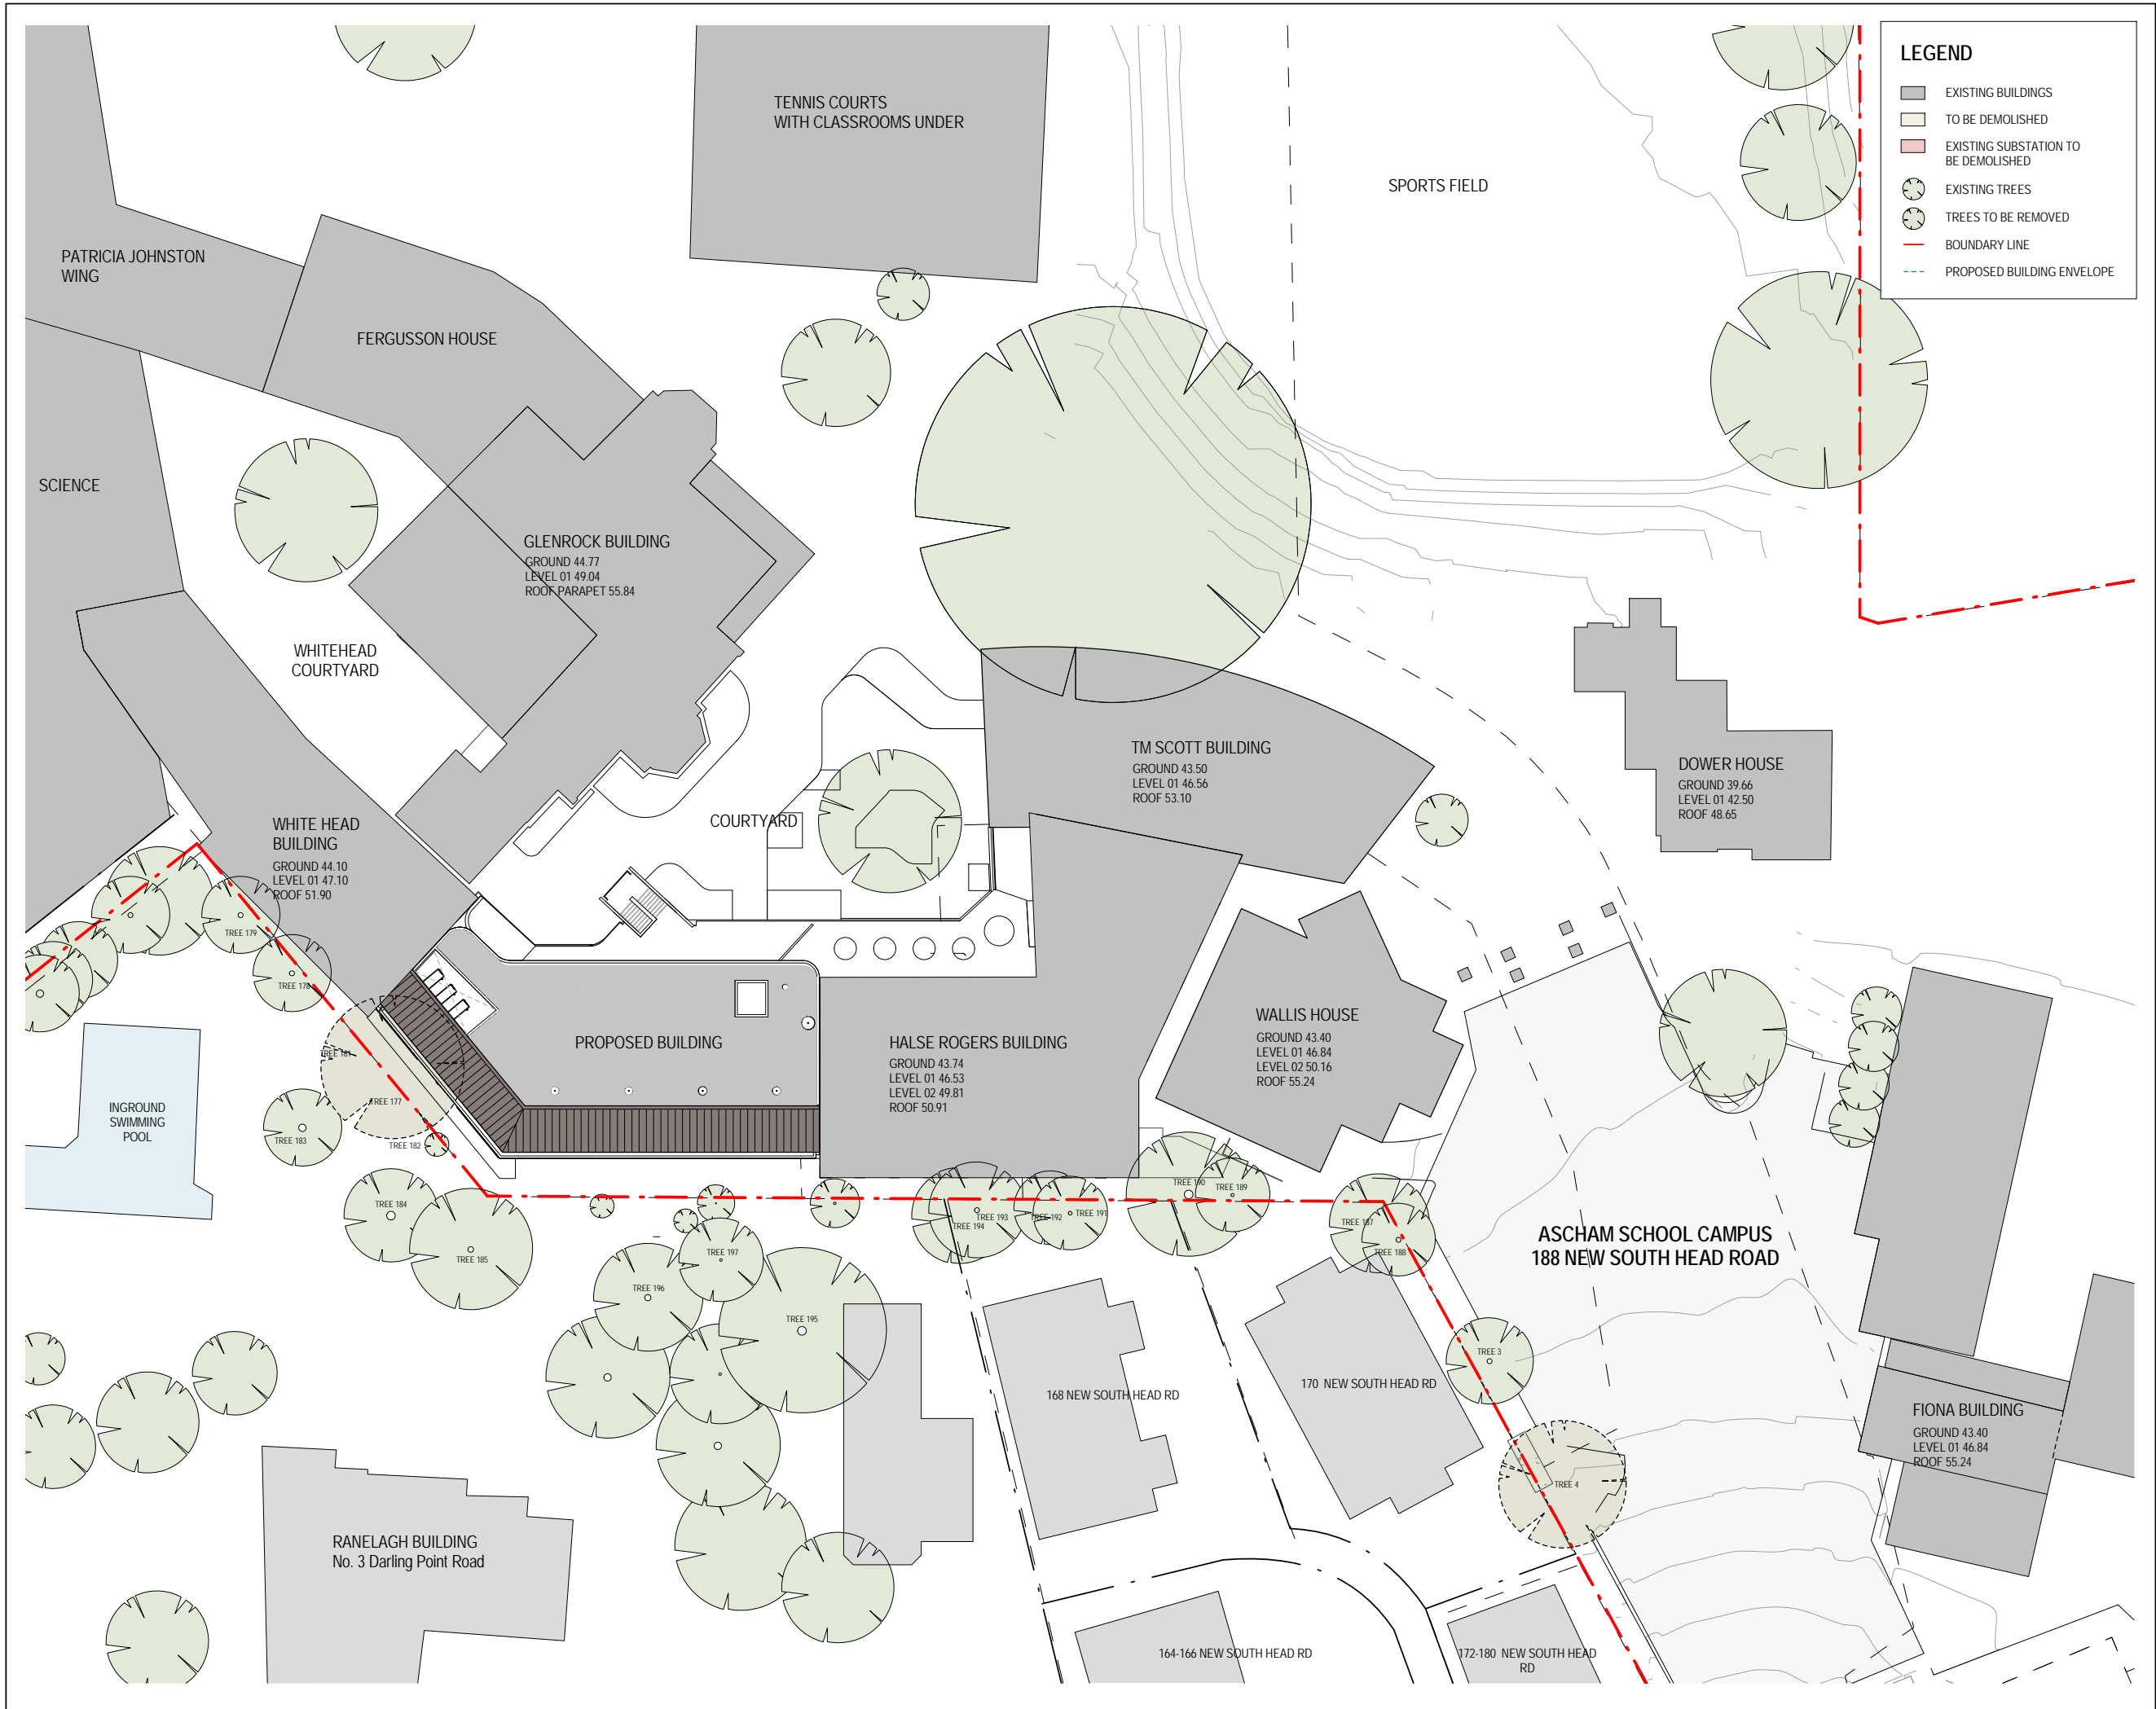 LEGEND
EXISTING BUILDINGS
TO BE DEMOLISHED
EXISTING SUBSTATION TO
BE DEMOLISHED
EXISTING TREES
TREES TO BE REMOVED
BOUNDARY LINE
PROPOSED BUILDING ENVELOPE
TENNIS COURTS
WITH CLASSROOMS UNDER
SPORTS FIELD
PATRICIA JOHNSTON
WING
FERGUSSON HOUSE
SCIENCE
GLENROCK BUILDING
GROUND 44.77
LEVEL 01 49.04
ROOF PARAPET 55.84
WHITEHEAD
COURTYARD
TM SCOTT BUILDING
GROUND 43.50
LEVEL 01 46.56
ROOF 53.10
DOWER HOUSE
GROUND 39.66
LEVEL 01 42.50
ROOF 48.65
COURTYARD
WHITE HEAD
BUILDING
GROUND 44.10
LEVEL 01 47.10
ROOF 51.90
TREE 179
TREE 178
PROPOSED BUILDING
HALSE ROGERS BUILDING
GROUND 43.74
LEVEL 01 46.53
LEVEL 02 49.81
ROOF 50.91
WALLIS HOUSE
GROUND 43.40
LEVEL 01 46.84
LEVEL 02 50.16
ROOF 55.24
TREE 181
TREE 177
INGROUND
SWIMMING
POOL
TREE 183
TREE 182
TREE 184
TREE 185
TREE 190
TREE 189
TREE 194
TREE 193
TREE 192
TREE 191
TREE 187
TREE 188
TREE 197
TREE 196
TREE 195
ASCHAM SCHOOL CAMPUS
188 NEW SOUTH HEAD ROAD
TREE 3
168 NEW SOUTH HEAD RD
170 NEW SOUTH HEAD RD
FIONA BUILDING
GROUND 43.40
LEVEL 01 46.84
ROOF 55.24
TREE 4
RANELAGH BUILDING
No. 3 Darling Point Road
164-166 NEW SOUTH HEAD RD
172-180 NEW SOUTH HEAD
RD